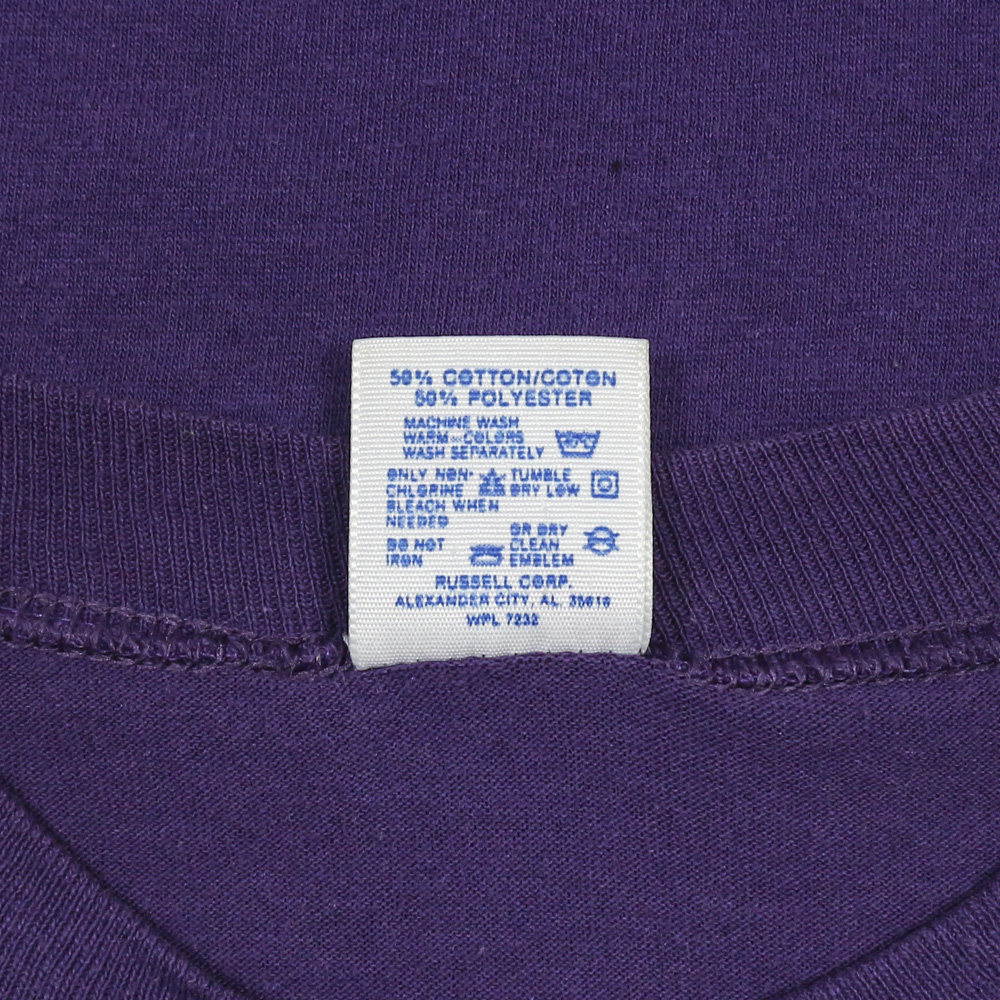 50% COTTON/COTON
50% POLYESTER
MACHINE WASH
WARM-COLORS
WASH SEPARATELY
ONLY NON-
CHLORINE
BLEACH WHEN
NEEDED
TUMBLE
DRY LOW
DO NOT
IRON
OR DRY
CLEAN
EMBLEM
RUSSELL CORP.
ALEXANDER CITY, AL. 35010
WPL 7232